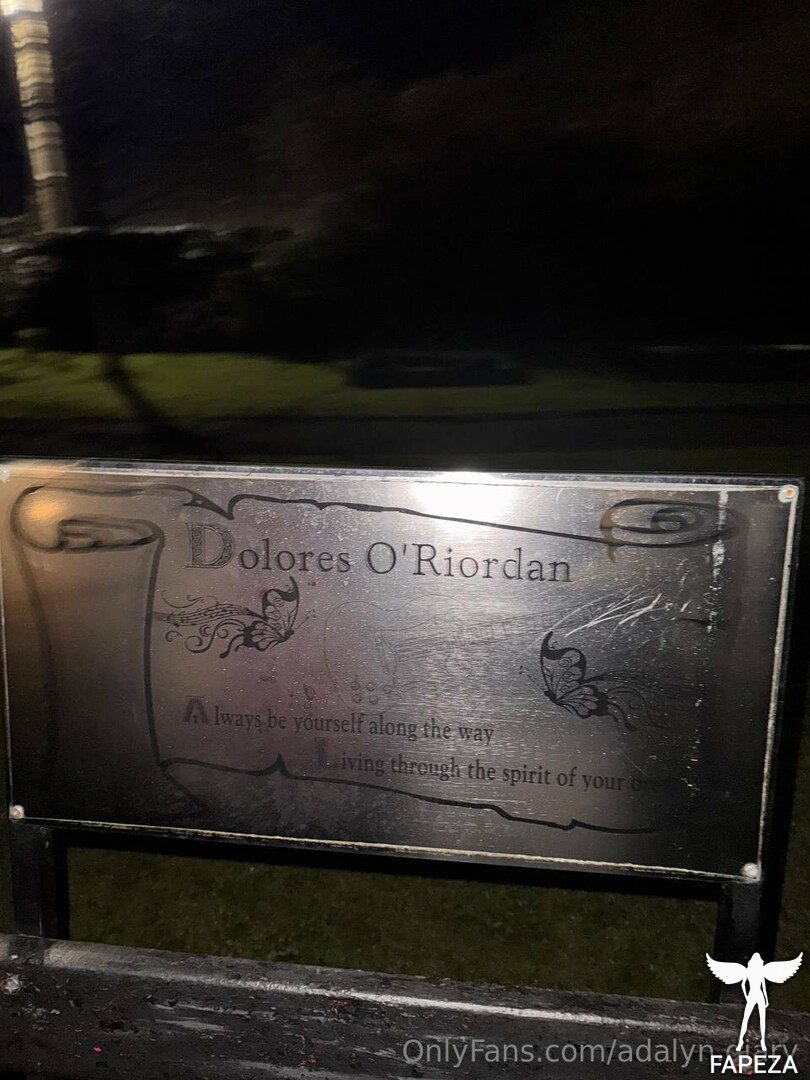 Dolores O'Riordan
Always be yourself along the way
Living through the spirit of your
OnlyFans.com/adalyn
FAPEZA